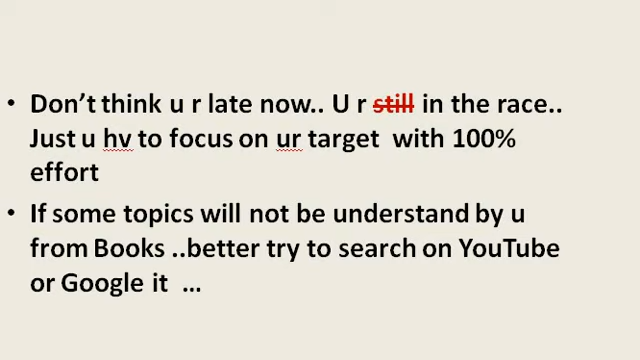 • Don't think u r late now.. U r still in the race..
Just u hv to focus on ur target with 100%
effort
• If some topics will not be understand by u
from Books ..better try to search on YouTube
or Google it ...